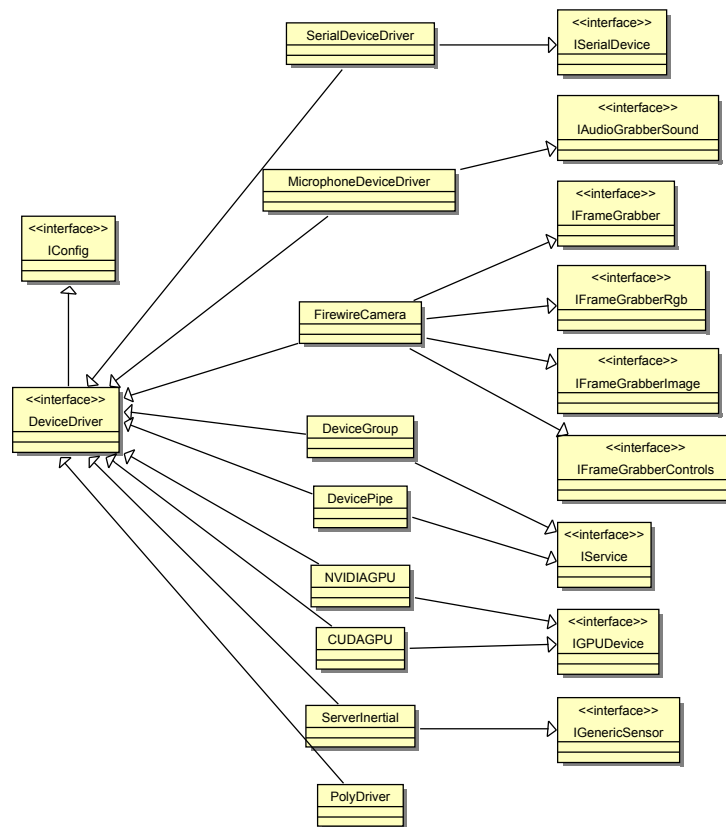 SerialDeviceDriver
<<interface>>
ISerialDevice
<<interface>>
IAudioGrabberSound
MicrophoneDeviceDriver
<<interface>>
IFrameGrabber
<<interface>>
IConfig
<<interface>>
IFrameGrabberRgb
FirewireCamera
<<interface>>
IFrameGrabberImage
<<interface>>
DeviceDriver
DeviceGroup
<<interface>>
IFrameGrabberControls
DevicePipe
<<interface>>
IService
NVIDIAGPU
<<interface>>
IGPUDevice
CUDAGPU
ServerInertial
<<interface>>
IGenericSensor
PolyDriver